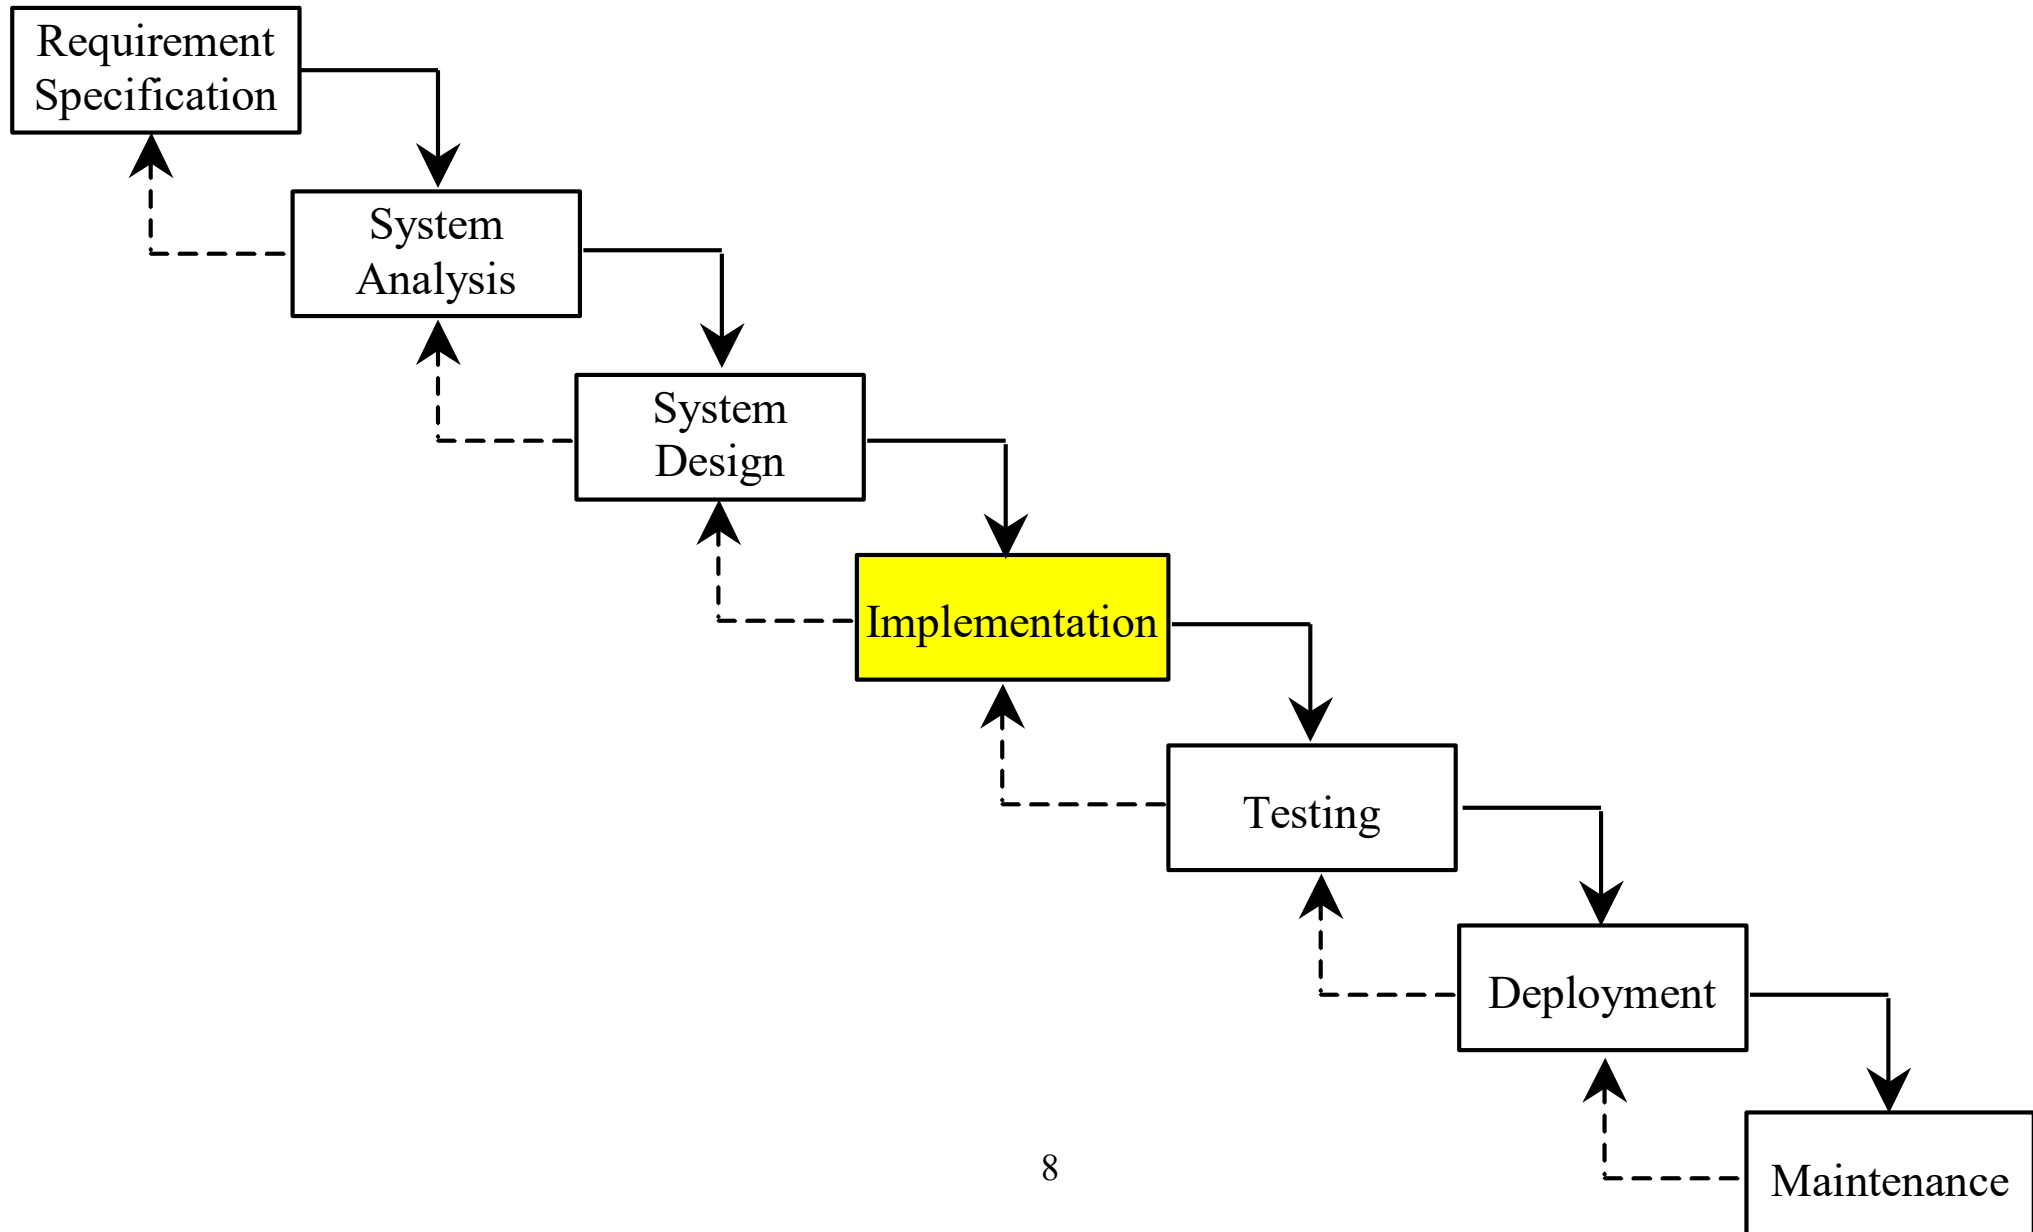 Requirement
Specification
System
Analysis
System
Design
Implementation
Testing
Deployment
8
Maintenance